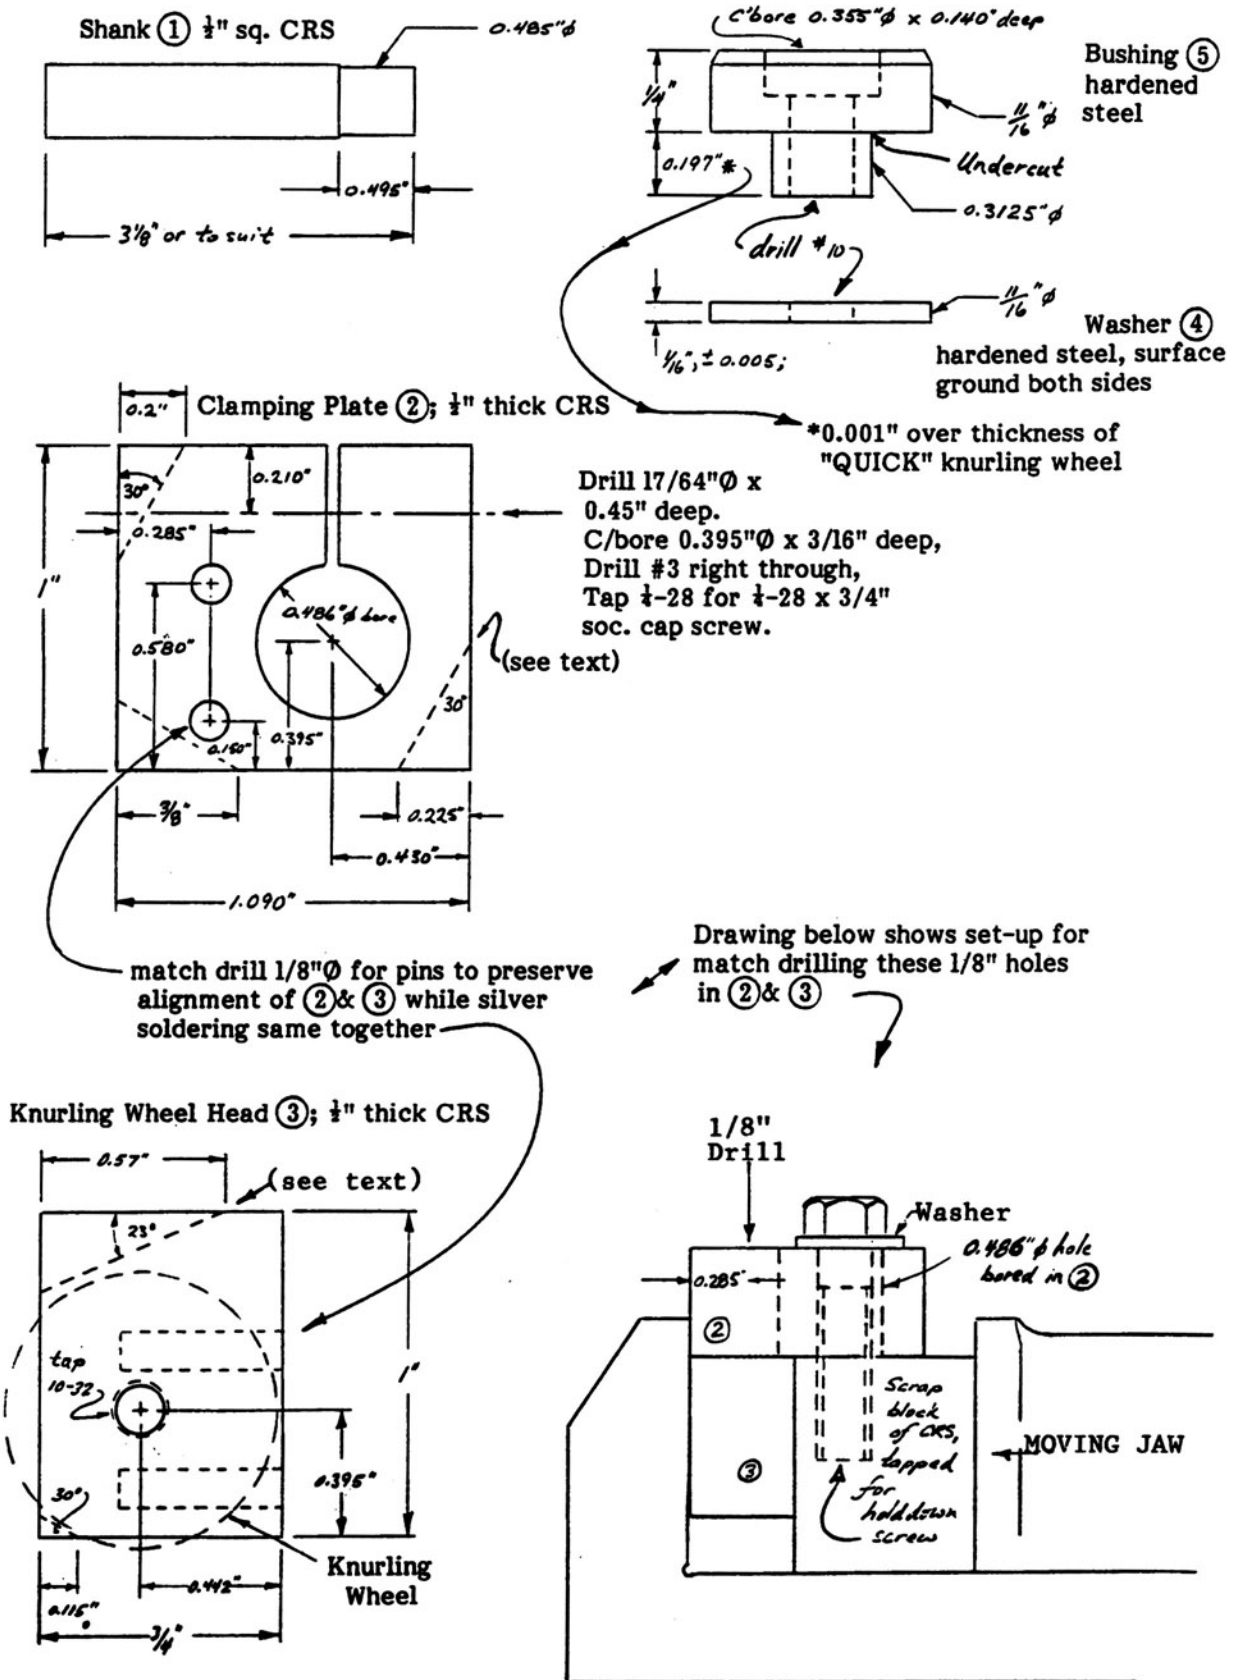 Shank ① ½" sq. CRS
0.485"ϕ
0.495"
3⅛" or to suit
C'bore 0.355"ϕ x 0.140" deep
Bushing ⑤
hardened
steel
¼"
11/16"ϕ
0.197"*
Undercut
0.3125"ϕ
drill #10
11/16"ϕ
Washer ④
hardened steel, surface
ground both sides
1/16", ± 0.005;
*0.001" over thickness of
"QUICK" knurling wheel
0.2"
Clamping Plate ②; ½" thick CRS
30°
0.210"
0.285"
Drill 17/64"Ø x
0.45" deep.
C/bore 0.395"Ø x 3/16" deep,
Drill #3 right through,
Tap ¼-28 for ¼-28 x 3/4"
soc. cap screw.
1"
0.486"ϕ bore
0.580"
(see text)
30°
0.150"
0.395"
3/8"
0.225"
0.430"
1.090"
match drill 1/8"Ø for pins to preserve
alignment of ②& ③ while silver
soldering same together
Drawing below shows set-up for
match drilling these 1/8" holes
in ②& ③
Knurling Wheel Head ③; ½" thick CRS
0.57"
(see text)
23°
tap
10-32
1"
0.395"
30°
Knurling
Wheel
0.442"
0.115"
3/4"
1/8"
Drill
Washer
0.486"ϕ hole
bored in ②
0.285"
②
③
Scrap
block
of CRS,
tapped
for
hold down
screw
MOVING JAW